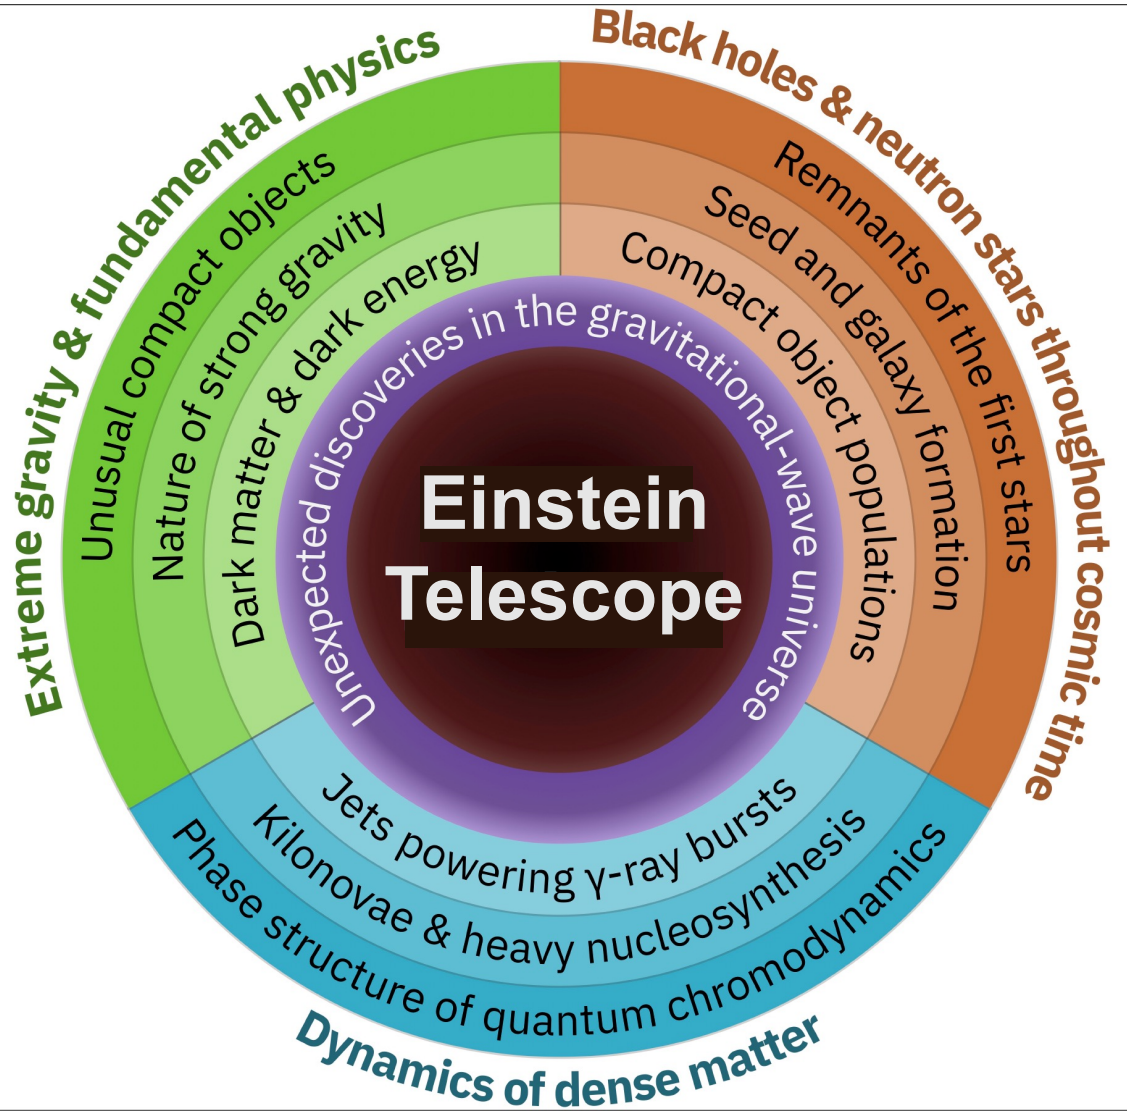 Extreme gravity & fundamental physics
Unusual compact objects
Nature of strong gravity
Dark matter & dark energy
Black holes & neutron stars throughout cosmic time
Remnants of the first stars
Seed and galaxy formation
Compact object populations
Unexpected discoveries in the gravitational-wave universe
Einstein
Telescope
Jets powering γ-ray bursts
Kilonovae & heavy nucleosynthesis
Phase structure of quantum chromodynamics
Dynamics of dense matter